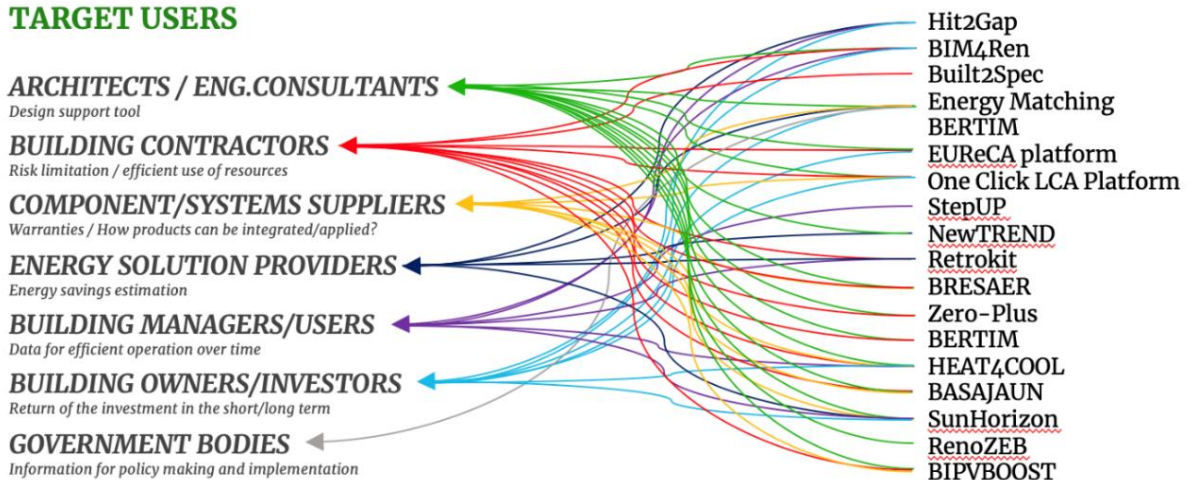 TARGET USERS
ARCHITECTS / ENG.CONSULTANTS
Design support tool
BUILDING CONTRACTORS
Risk limitation / efficient use of resources
COMPONENT/SYSTEMS SUPPLIERS
Warranties / How products can be integrated/applied?
ENERGY SOLUTION PROVIDERS
Energy savings estimation
BUILDING MANAGERS/USERS
Data for efficient operation over time
BUILDING OWNERS/INVESTORS
Return of the investment in the short/long term
GOVERNMENT BODIES
Information for policy making and implementation
Hit2Gap
BIM4Ren
Built2Spec
Energy Matching
BERTIM
EUReCA platform
One Click LCA Platform
StepUP
NewTREND
Retrokit
BRESAER
Zero-Plus
BERTIM
HEAT4COOL
BASAJAUN
SunHorizon
RenoZEB
BIPVBOOST